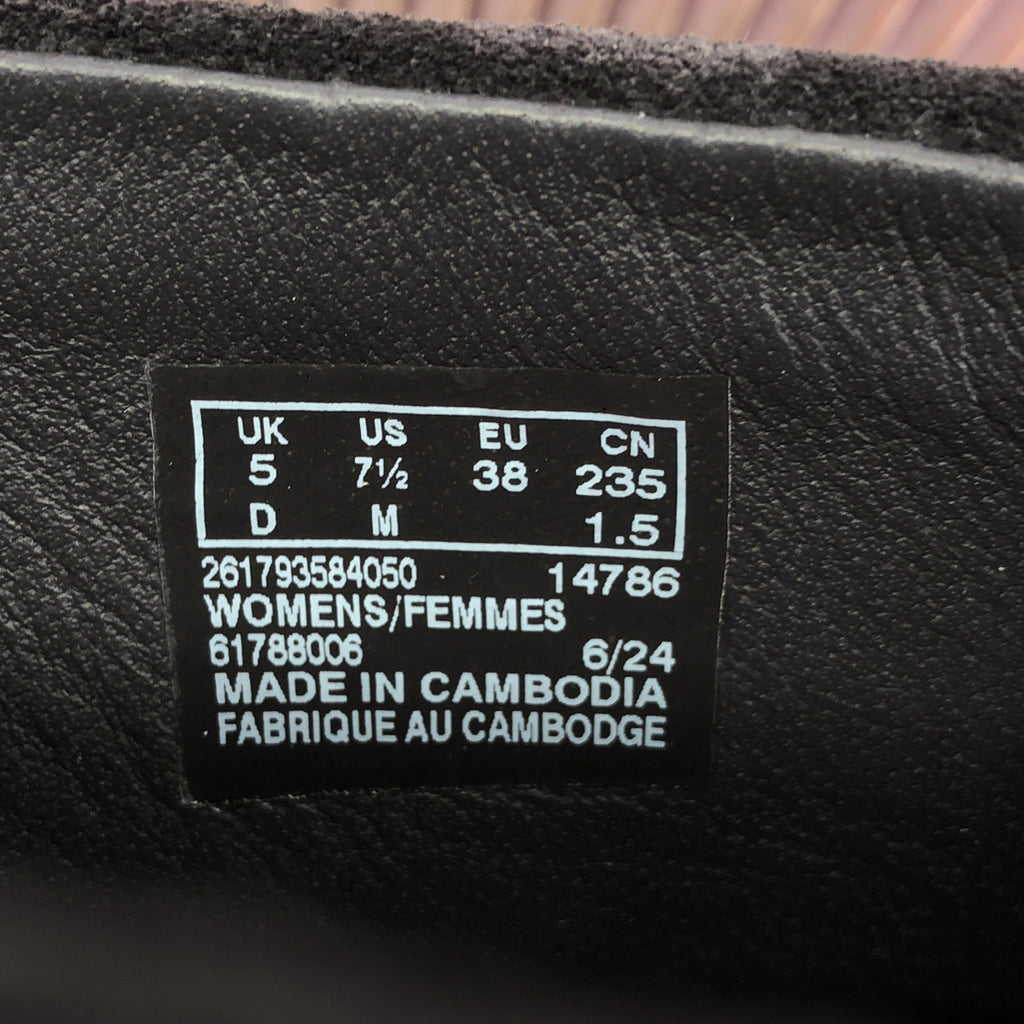 UK US EU CN
5 7½ 38 235
D M 1.5
261793584050 14786
WOMENS/FEMMES
61788006 6/24
MADE IN CAMBODIA
FABRIQUE AU CAMBODGE